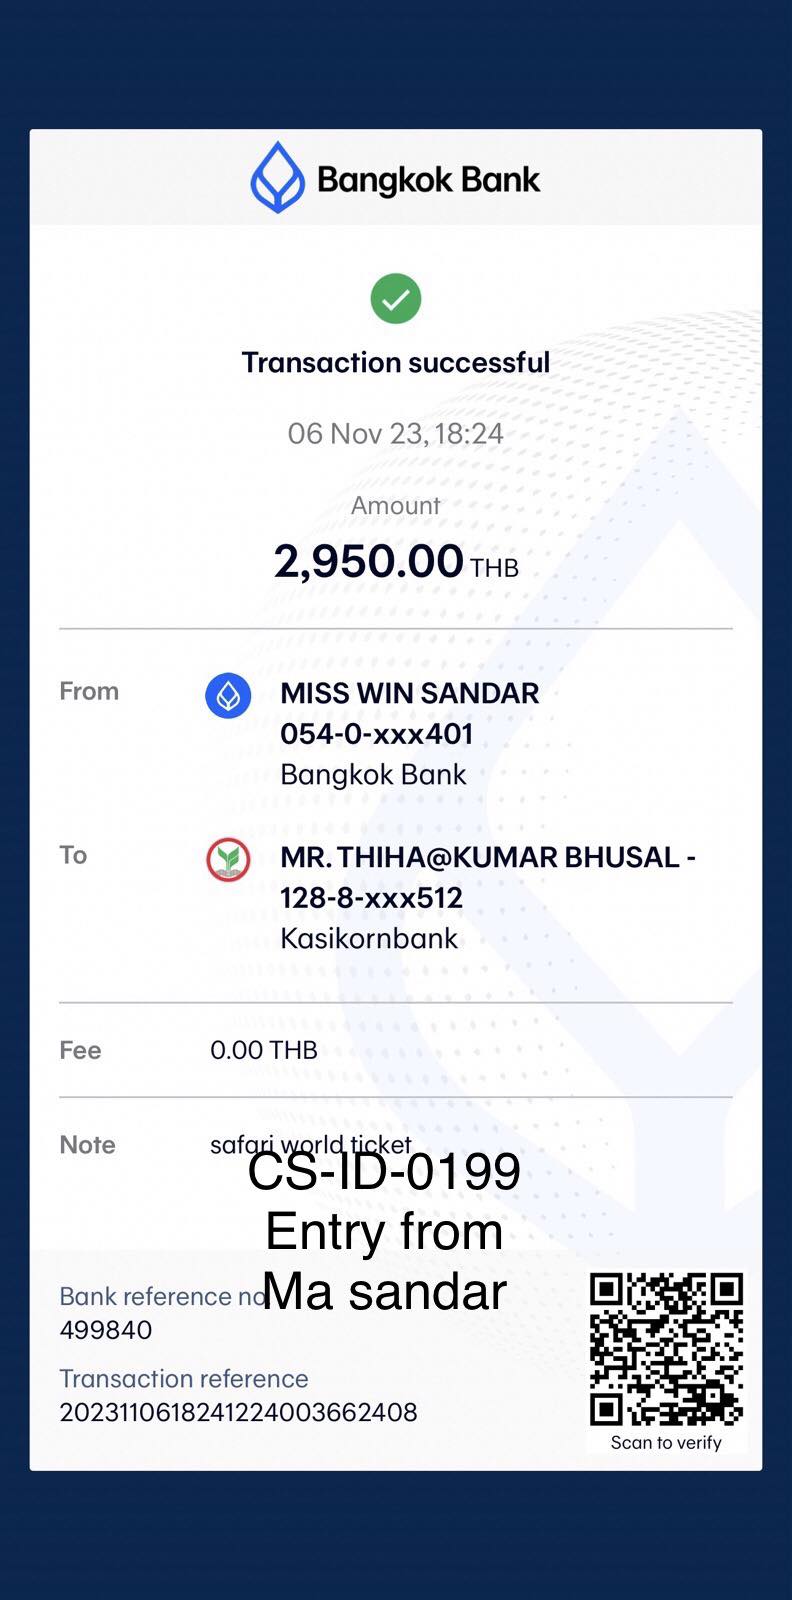 Bangkok Bank
Transaction successful
06 Nov 23, 18:24
Amount
2,950.00 THB
From
MISS WIN SANDAR
054-0-xxx401
Bangkok Bank
To
MR. THIHA@KUMAR BHUSAL -
128-8-xxx512
Kasikornbank
Fee 0.00 THB
Note safari world ticket
CS-ID-0199
Entry from
Ma sandar
Bank reference no
499840
Transaction reference
2023110618241224003662408
Scan to verify